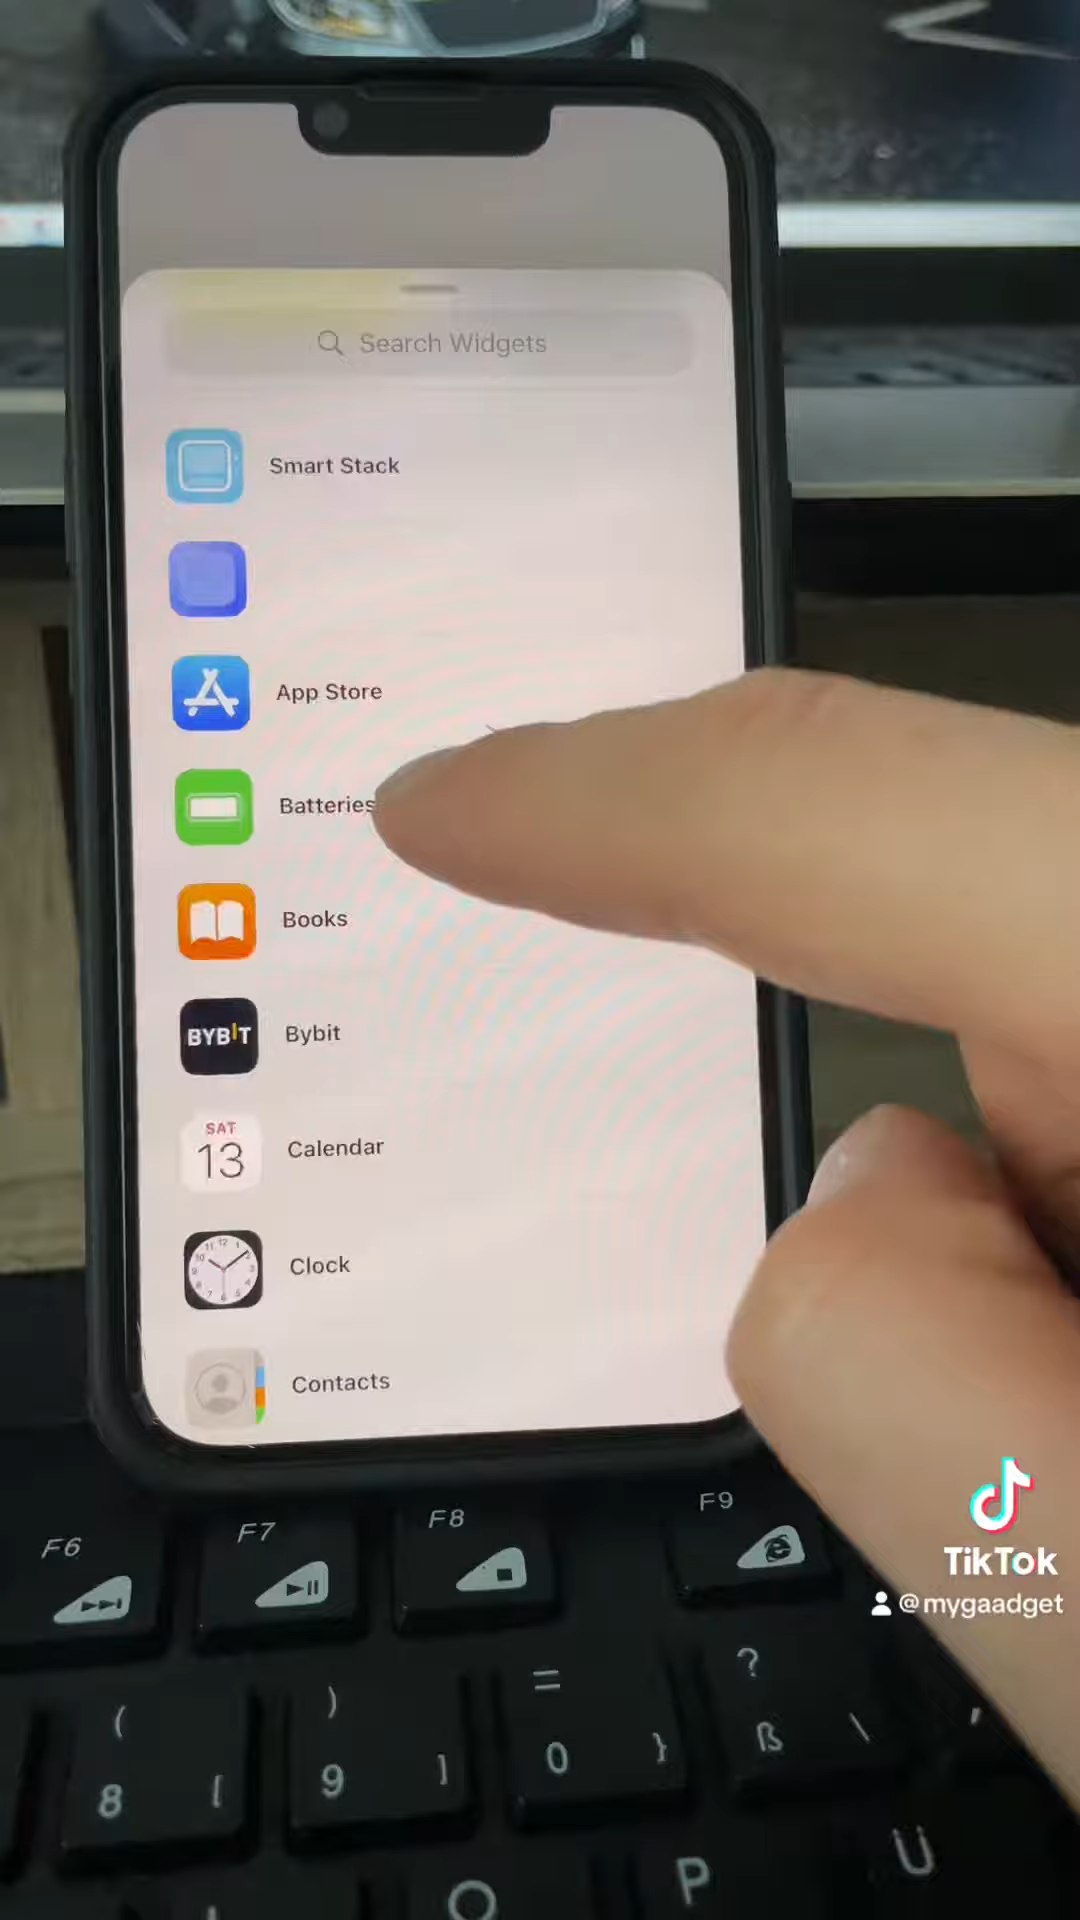 Search Widgets
Smart Stack
App Store
Batteries
Books
BYBIT Bybit
SAT
13
Calendar
Clock
Contacts
F6
F7
F8
F9
TikTok
@mygaadget
( ) = ?
8 [ 9 ] 0 } ß \
O P Ü